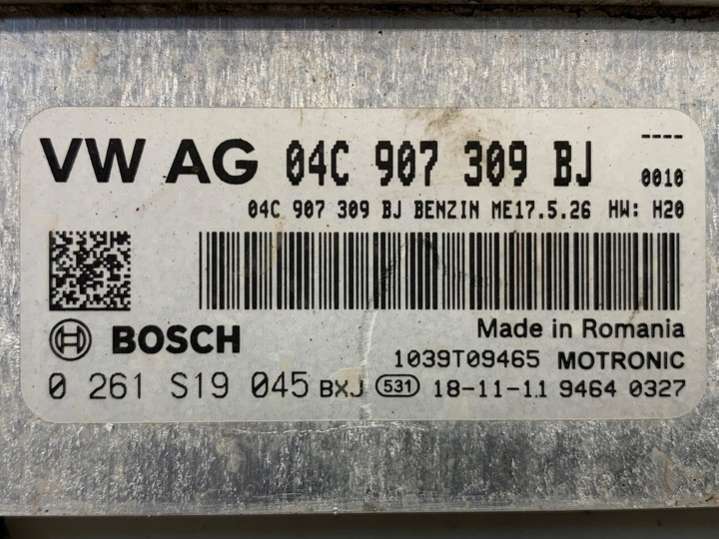 ----
VW AG 04C 907 309 BJ 0010
04C 907 309 BJ BENZIN ME17.5.26 HW: H20
BOSCH Made in Romania
1039T09465 MOTRONIC
0 261 S19 045 BXJ 531 18-11-11 9464 0327